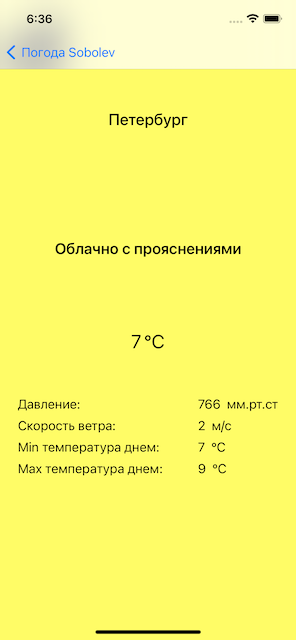 6:36
Погода Sobolev
Петербург
Облачно с прояснениями
7 °C
Давление: 766 мм.рт.ст
Скорость ветра: 2 м/с
Min температура днем: 7 °C
Max температура днем: 9 °C